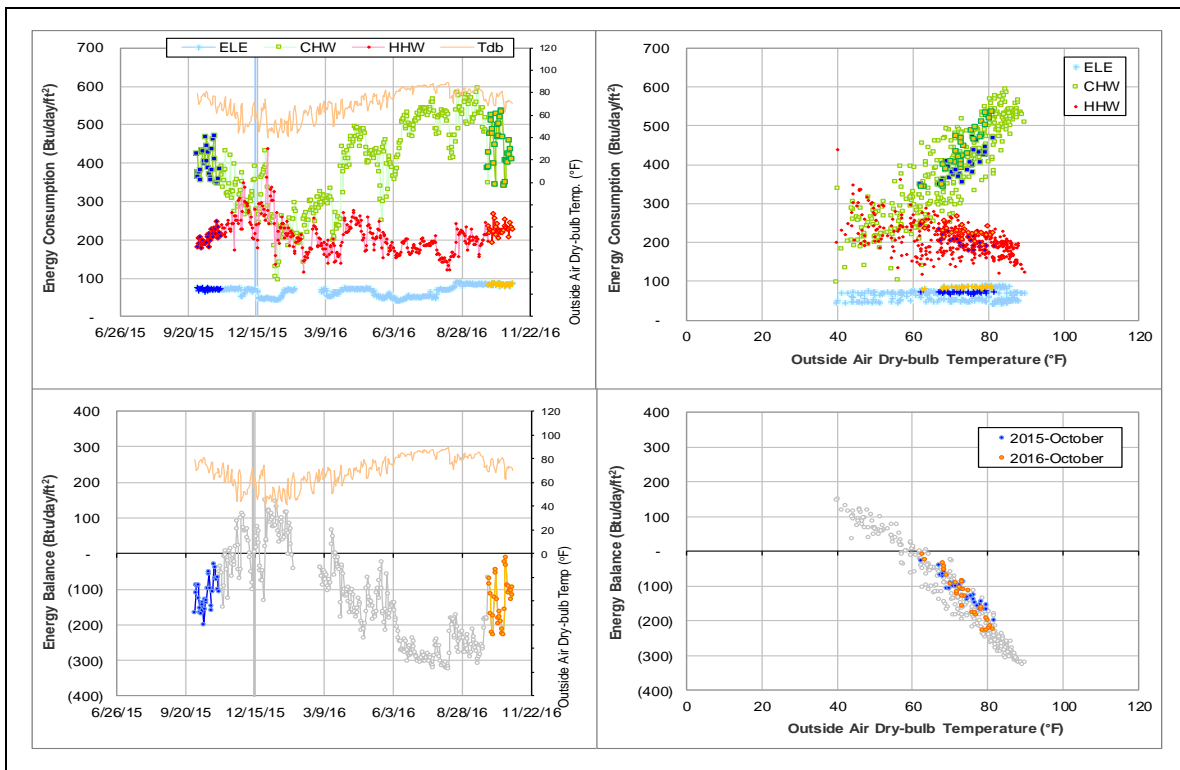 ELE CHW HHW Tdb
Energy Consumption (Btu/day/ft²)
700
600
500
400
300
200
100
-
120
100
80
60
40
20
0
Outside Air Dry-bulb Temp. (°F)
6/26/15 9/20/15 12/15/15 3/9/16 6/3/16 8/28/16 11/22/16
ELE
CHW
HHW
Energy Consumption (Btu/day/ft²)
700
600
500
400
300
200
100
-
0 20 40 60 80 100 120
Outside Air Dry-bulb Temperature (°F)
Energy Balance (Btu/day/ft²)
400
300
200
100
-
(100)
(200)
(300)
(400)
120
100
80
60
40
20
0
Outside Air Dry-bulb Temp (°F)
6/26/15 9/20/15 12/15/15 3/9/16 6/3/16 8/28/16 11/22/16
2015-October
2016-October
Energy Balance (Btu/day/ft²)
400
300
200
100
-
(100)
(200)
(300)
(400)
0 20 40 60 80 100 120
Outside Air Dry-bulb Temperature (°F)